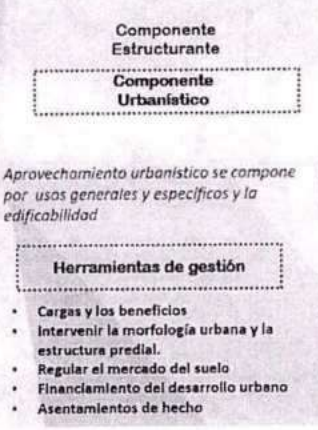 Componente
Estructurante
Componente
Urbanístico
Aprovechamiento urbanístico se compone
por usos generales y específicos y la
edificabilidad
Herramientas de gestión
• Cargas y los beneficios
• Intervenir la morfología urbana y la
estructura predial.
• Regular el mercado del suelo
• Financiamiento del desarrollo urbano
• Asentamientos de hecho